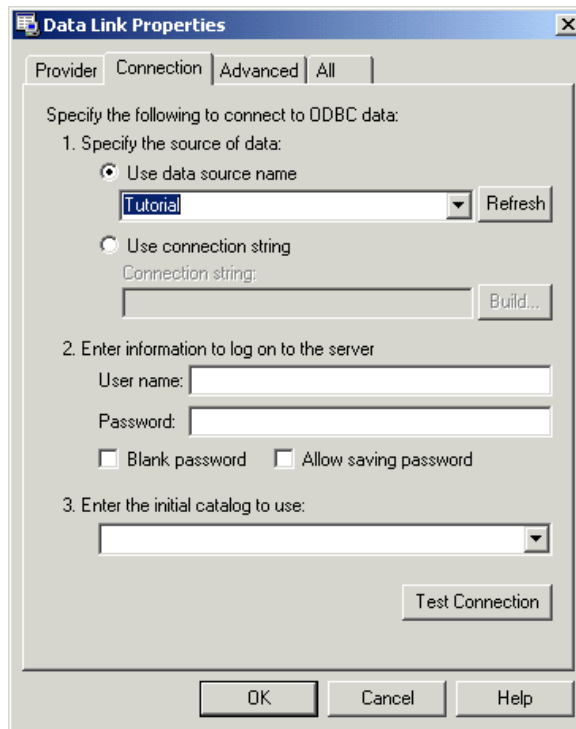 Data Link Properties
Provider Connection Advanced All
Specify the following to connect to ODBC data:
1. Specify the source of data:
Use data source name
Tutorial Refresh
Use connection string
Connection string:
Build...
2. Enter information to log on to the server
User name:
Password:
Blank password Allow saving password
3. Enter the initial catalog to use:
Test Connection
OK Cancel Help